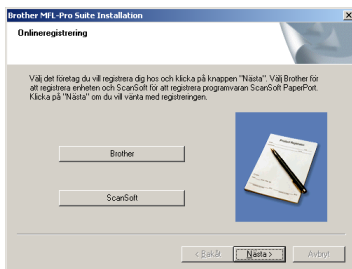 Brother MFL-Pro Suite Installation
Onlineregistrering
Välj det företag du vill registrera dig hos och klicka på knappen "Nästa". Välj Brother för
att registrera enheten och ScanSoft för att registrera programvaran ScanSoft PaperPort.
Klicka på "Nästa" om du vill vänta med registreringen.
Product Registration
Brother
ScanSoft
< Bakåt
Nästa >
Avbryt